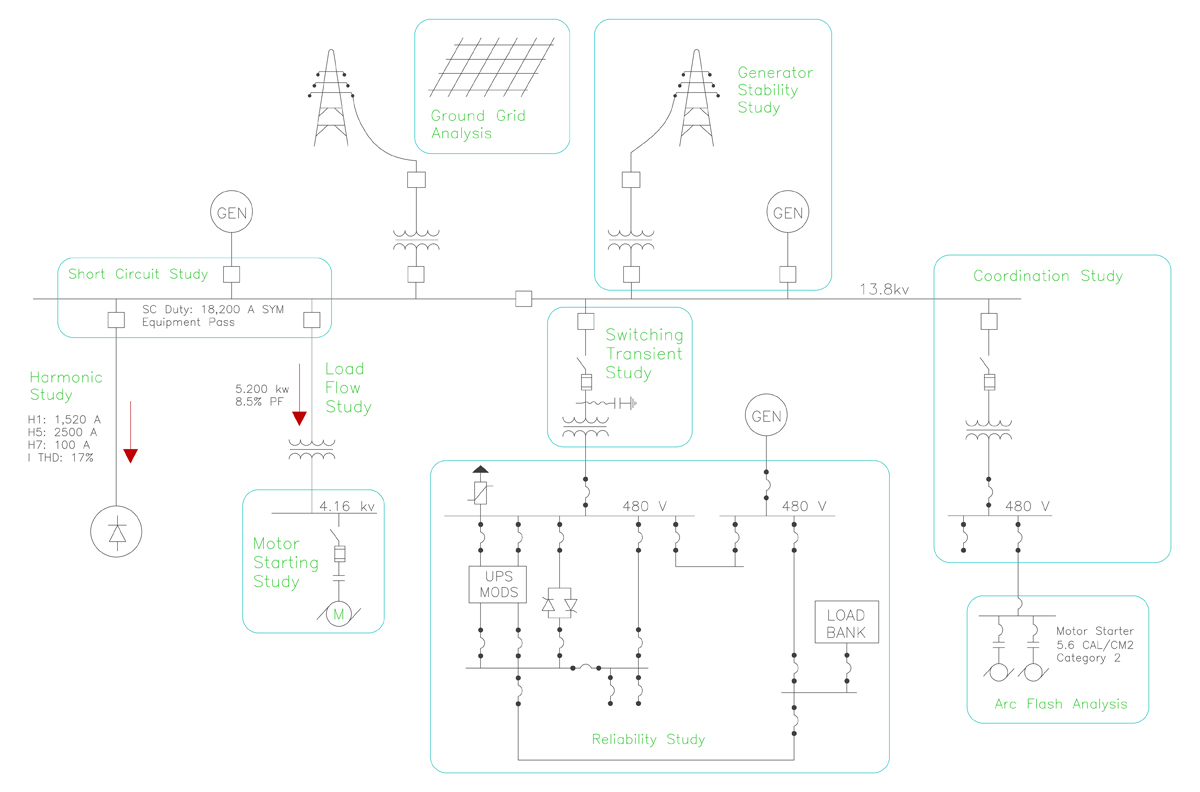 Ground Grid
Analysis
Generator
Stability
Study
GEN
GEN
Short Circuit Study
SC Duty: 18,200 A SYM
Equipment Pass
13.8kv
Coordination Study
Harmonic
Study
H1: 1,520 A
H5: 2500 A
H7: 100 A
I THD: 17%
5.200 kw
8.5% PF
Load
Flow
Study
Switching
Transient
Study
GEN
4.16 kv
Motor
Starting
Study
M
480 V
480 V
480 V
UPS
MODS
LOAD
BANK
Reliability Study
Motor Starter
5.6 CAL/CM2
Category 2
Arc Flash Analysis